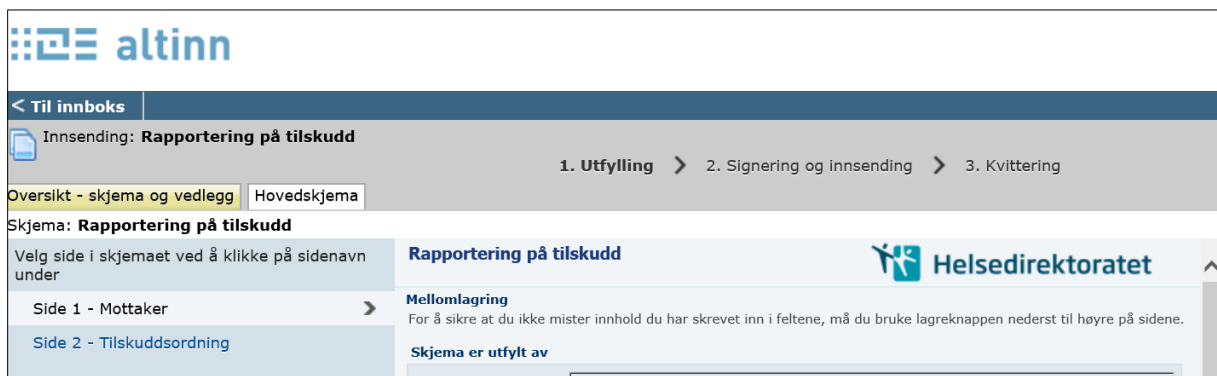 altinn
< Til innboks
Innsending: Rapportering på tilskudd
1. Utfylling > 2. Signering og innsending > 3. Kvittering
Oversikt - skjema og vedlegg Hovedskjema
Skjema: Rapportering på tilskudd
Velg side i skjemaet ved å klikke på sidenavn
under
Side 1 - Mottaker
Side 2 - Tilskuddsordning
Rapportering på tilskudd
Helsedirektoratet
Mellomlagring
For å sikre at du ikke mister innhold du har skrevet inn i feltene, må du bruke lagreknappen nederst til høyre på sidene.
Skjema er utfylt av